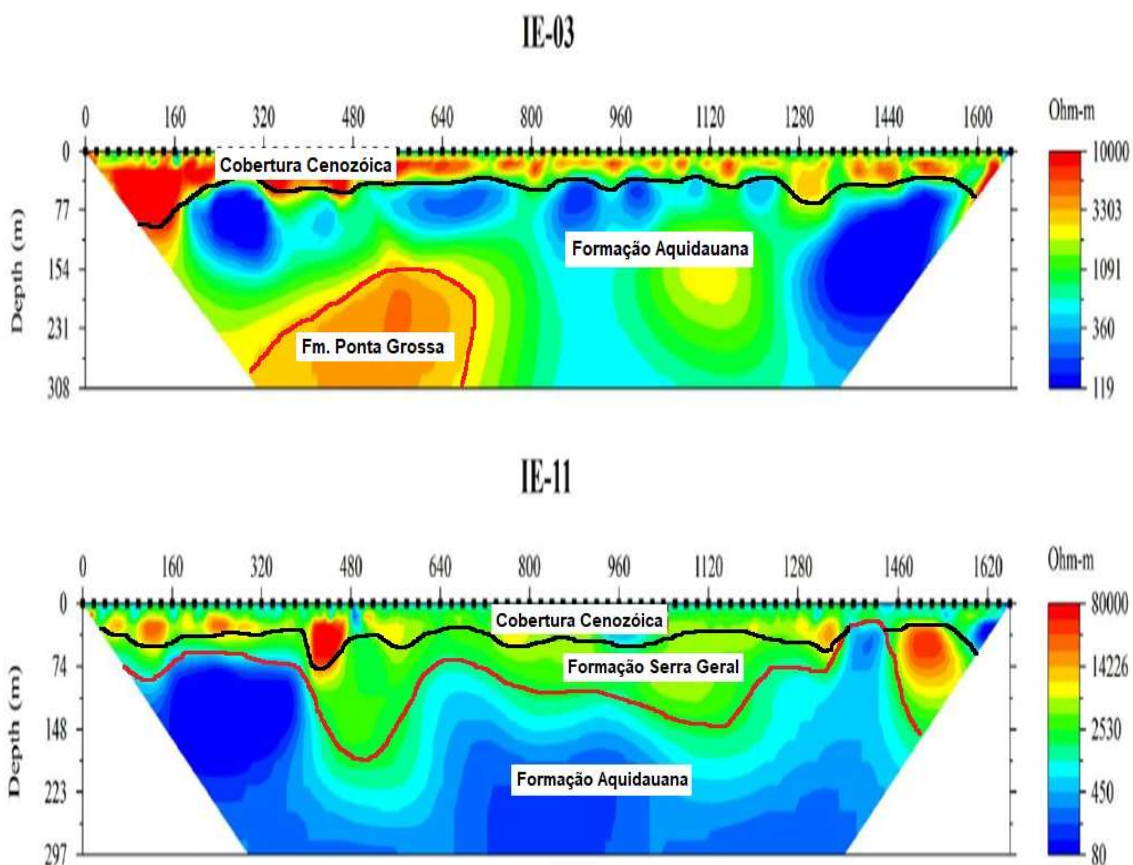 IE-03
0 160 320 480 640 800 960 1120 1280 1440 1600
Ohm-m
Depth (m)
0
77
154
231
308
Cobertura Cenozóica
Formação Aquidauana
Fm. Ponta Grossa
10000
3303
1091
360
119
IE-11
0 160 320 480 640 800 960 1120 1280 1460 1620
Ohm-m
Depth (m)
0
74
148
223
297
Cobertura Cenozóica
Formação Serra Geral
Formação Aquidauana
80000
14226
2530
450
80